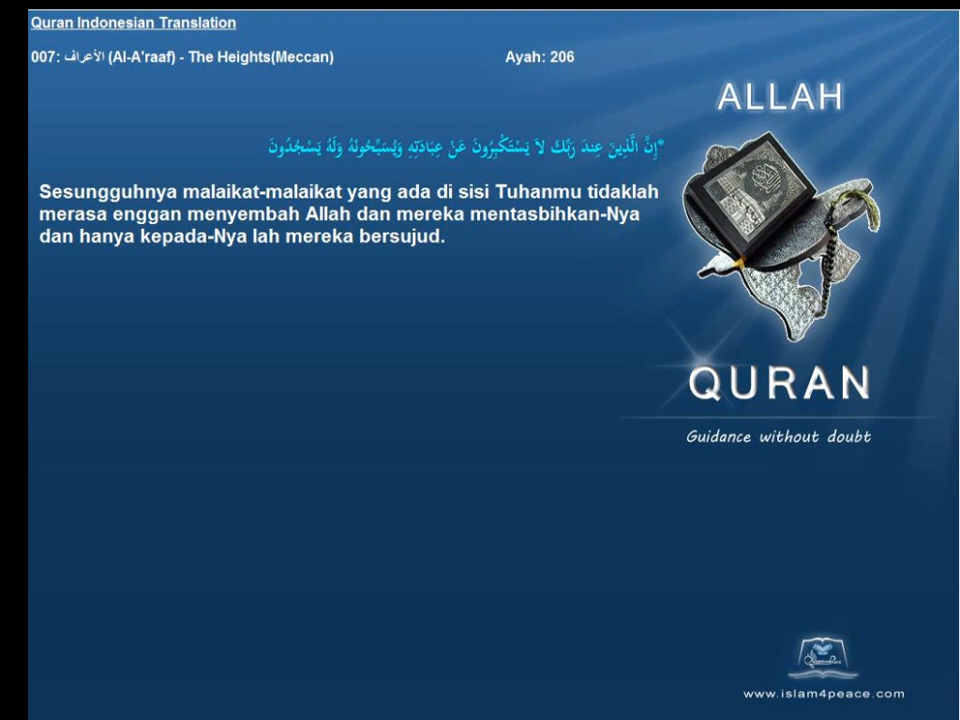 Quran Indonesian Translation
007: الأعراف (Al-A'raaf) - The Heights(Meccan) Ayah: 206
ALLAH
*إِنَّ الَّذِينَ عِندَ رَبِّكَ لاَ يَسْتَكْبِرُونَ عَنْ عِبَادَتِهِ وَيُسَبِّحُونَهُ وَلَهُ يَسْجُدُونَ
Sesungguhnya malaikat-malaikat yang ada di sisi Tuhanmu tidaklah
merasa enggan menyembah Allah dan mereka mentasbihkan-Nya
dan hanya kepada-Nya lah mereka bersujud.
QURAN
Guidance without doubt
www.islam4peace.com